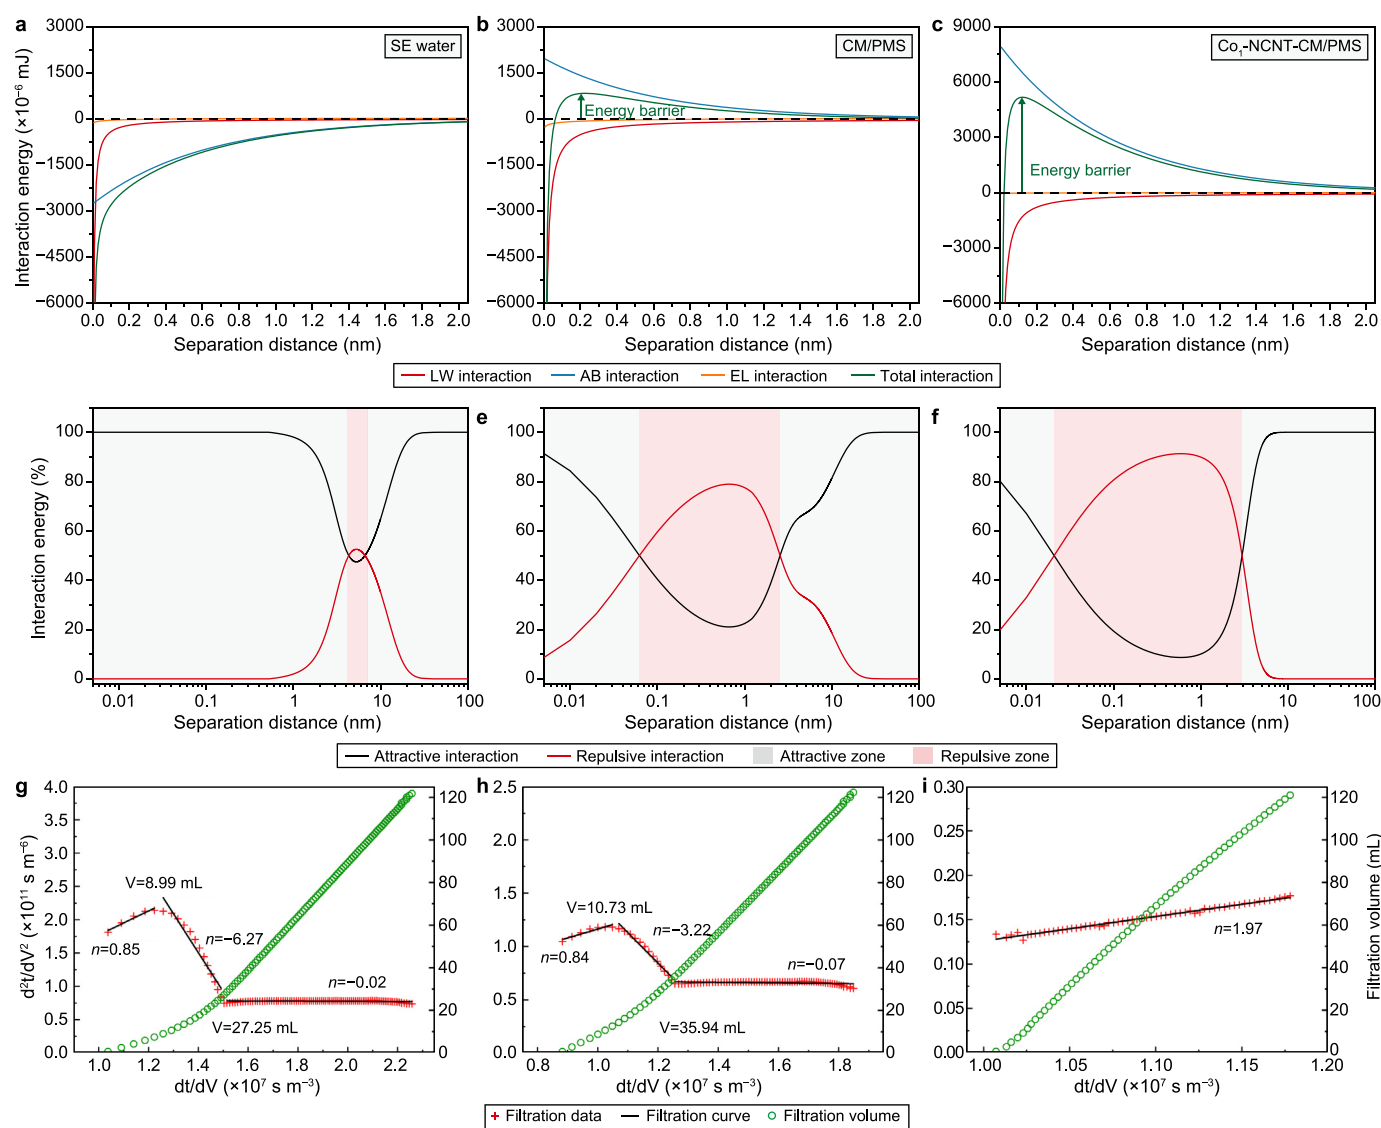 a
SE water
3000
1500
0
−1500
−3000
−4500
−6000
Interaction energy (×10⁻⁶ mJ)
0.0 0.2 0.4 0.6 0.8 1.0 1.2 1.4 1.6 1.8 2.0
Separation distance (nm)
b
CM/PMS
Energy barrier
3000
1500
0
−1500
−3000
−4500
−6000
0.0 0.2 0.4 0.6 0.8 1.0 1.2 1.4 1.6 1.8 2.0
Separation distance (nm)
c
Co₁-NCNT-CM/PMS
Energy barrier
9000
6000
3000
0
−3000
−6000
0.0 0.2 0.4 0.6 0.8 1.0 1.2 1.4 1.6 1.8 2.0
Separation distance (nm)
LW interaction AB interaction EL interaction Total interaction
100
80
60
40
20
0
Interaction energy (%)
0.01 0.1 1 10 100
Separation distance (nm)
e
100
80
60
40
20
0
0.01 0.1 1 10 100
Separation distance (nm)
f
100
80
60
40
20
0
0.01 0.1 1 10 100
Separation distance (nm)
Attractive interaction Repulsive interaction Attractive zone Repulsive zone
g
4.0
3.5
3.0
2.5
2.0
1.5
1.0
0.5
0.0
d²t/dV² (×10¹¹ s m⁻⁶)
V=8.99 mL
n=0.85
n=−6.27
n=−0.02
V=27.25 mL
120
100
80
60
40
20
0
1.0 1.2 1.4 1.6 1.8 2.0 2.2
dt/dV (×10⁷ s m⁻³)
h
2.5
2.0
1.5
1.0
0.5
0.0
V=10.73 mL
n=0.84
n=−3.22
n=−0.07
V=35.94 mL
120
100
80
60
40
20
0
0.8 1.0 1.2 1.4 1.6 1.8
dt/dV (×10⁷ s m⁻³)
i
0.30
0.25
0.20
0.15
0.10
0.05
0.00
n=1.97
120
100
80
60
40
20
0
Filtration volume (mL)
1.00 1.05 1.10 1.15 1.20
dt/dV (×10⁷ s m⁻³)
Filtration data Filtration curve Filtration volume